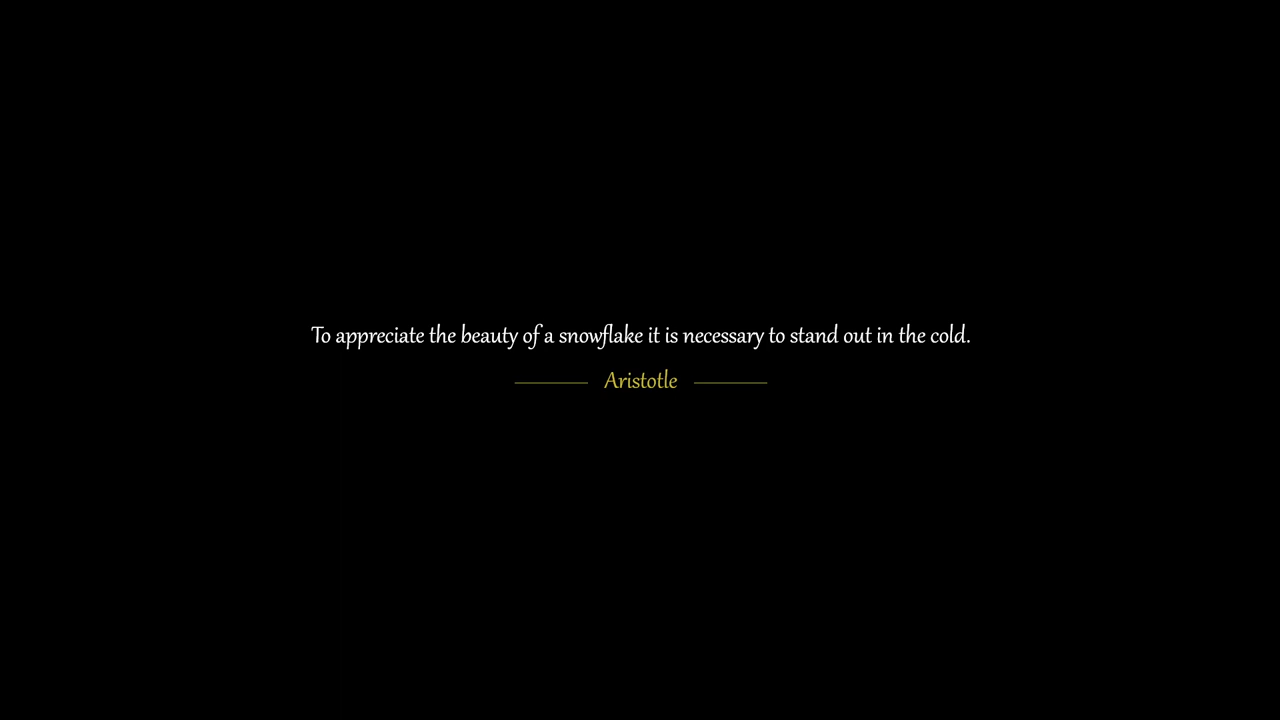 To appreciate the beauty of a snowflake it is necessary to stand out in the cold.
Aristotle